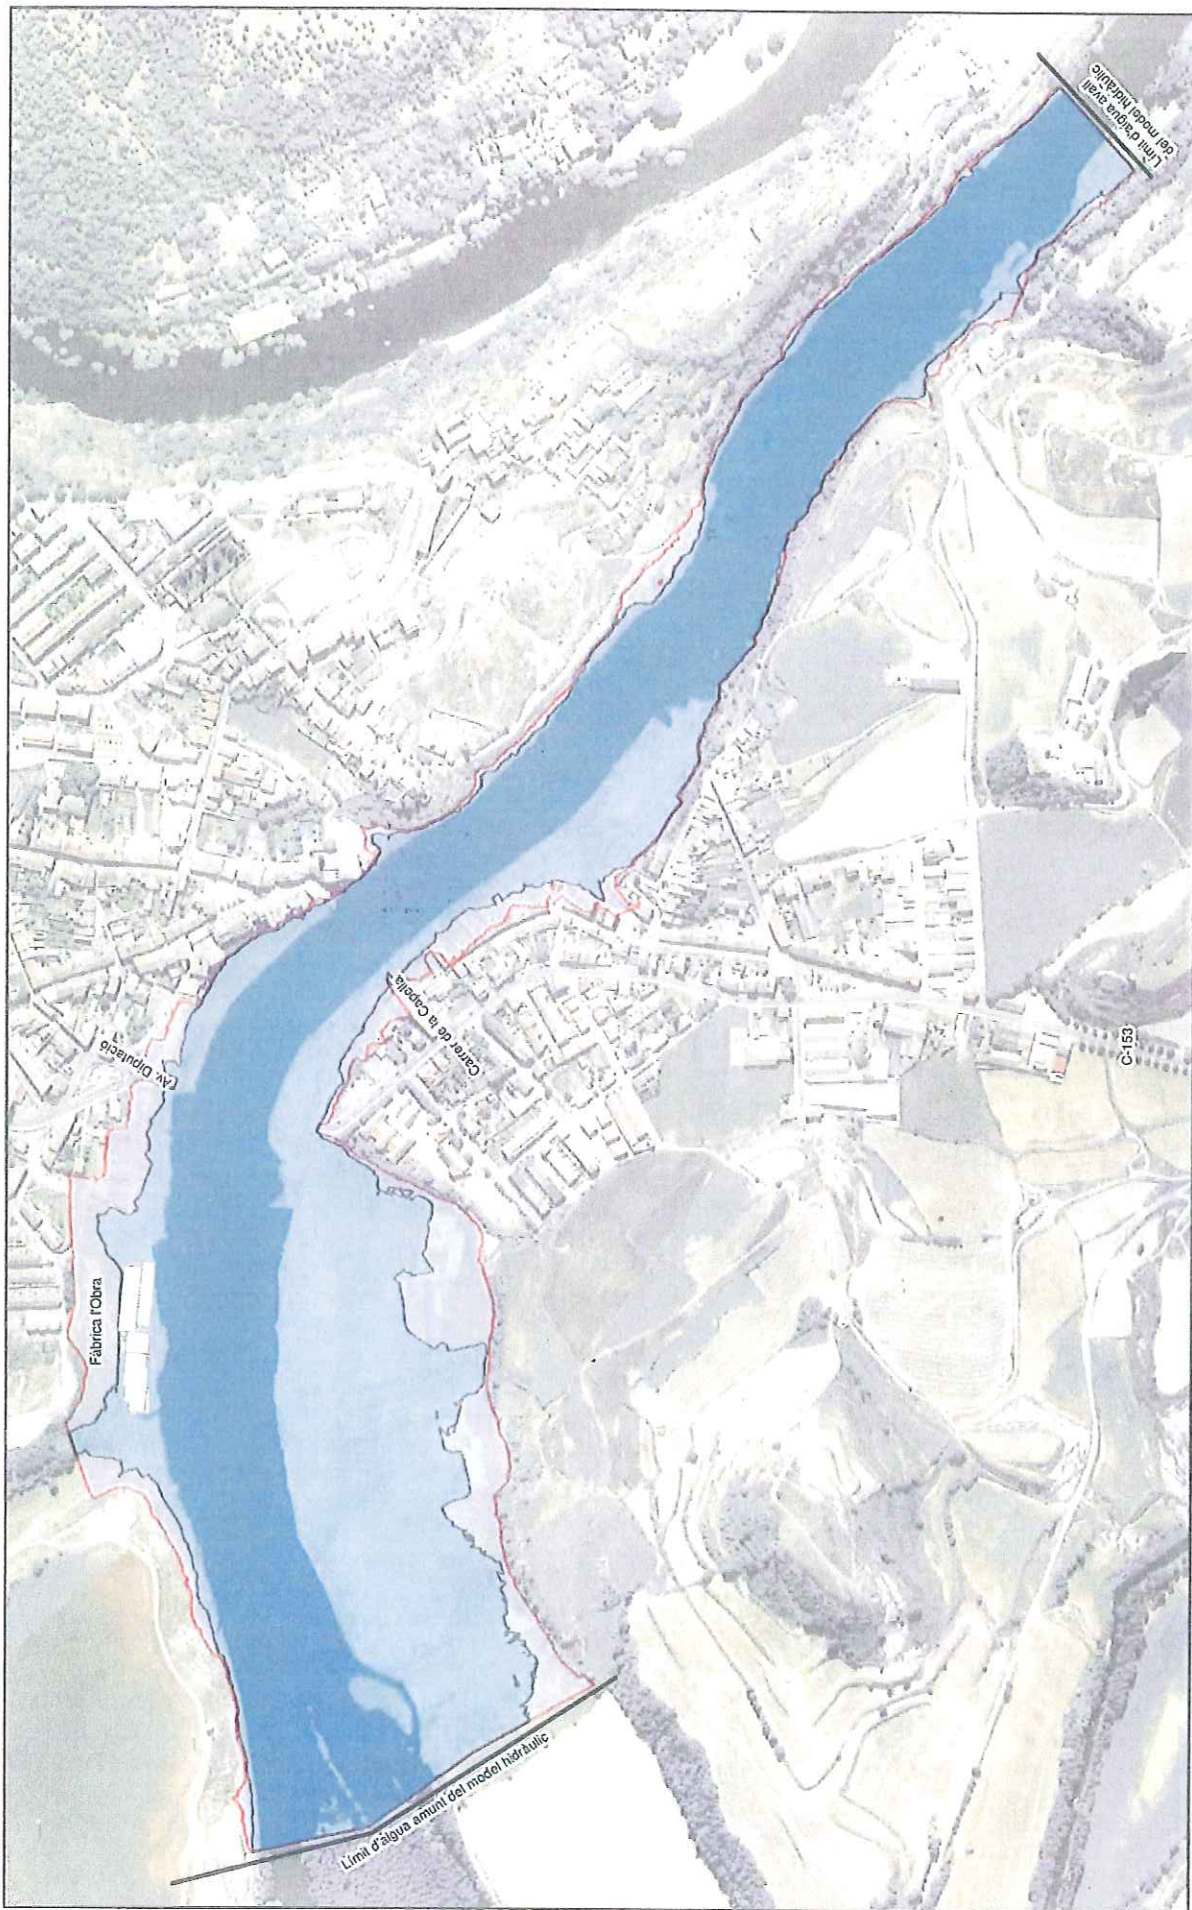 Límit d'aigua avall
del model hidràulic
Av. Diputació
Carrer de la Capella
C-153
Fàbrica l'Obra
Límit d'aigua amunt del model hidràulic